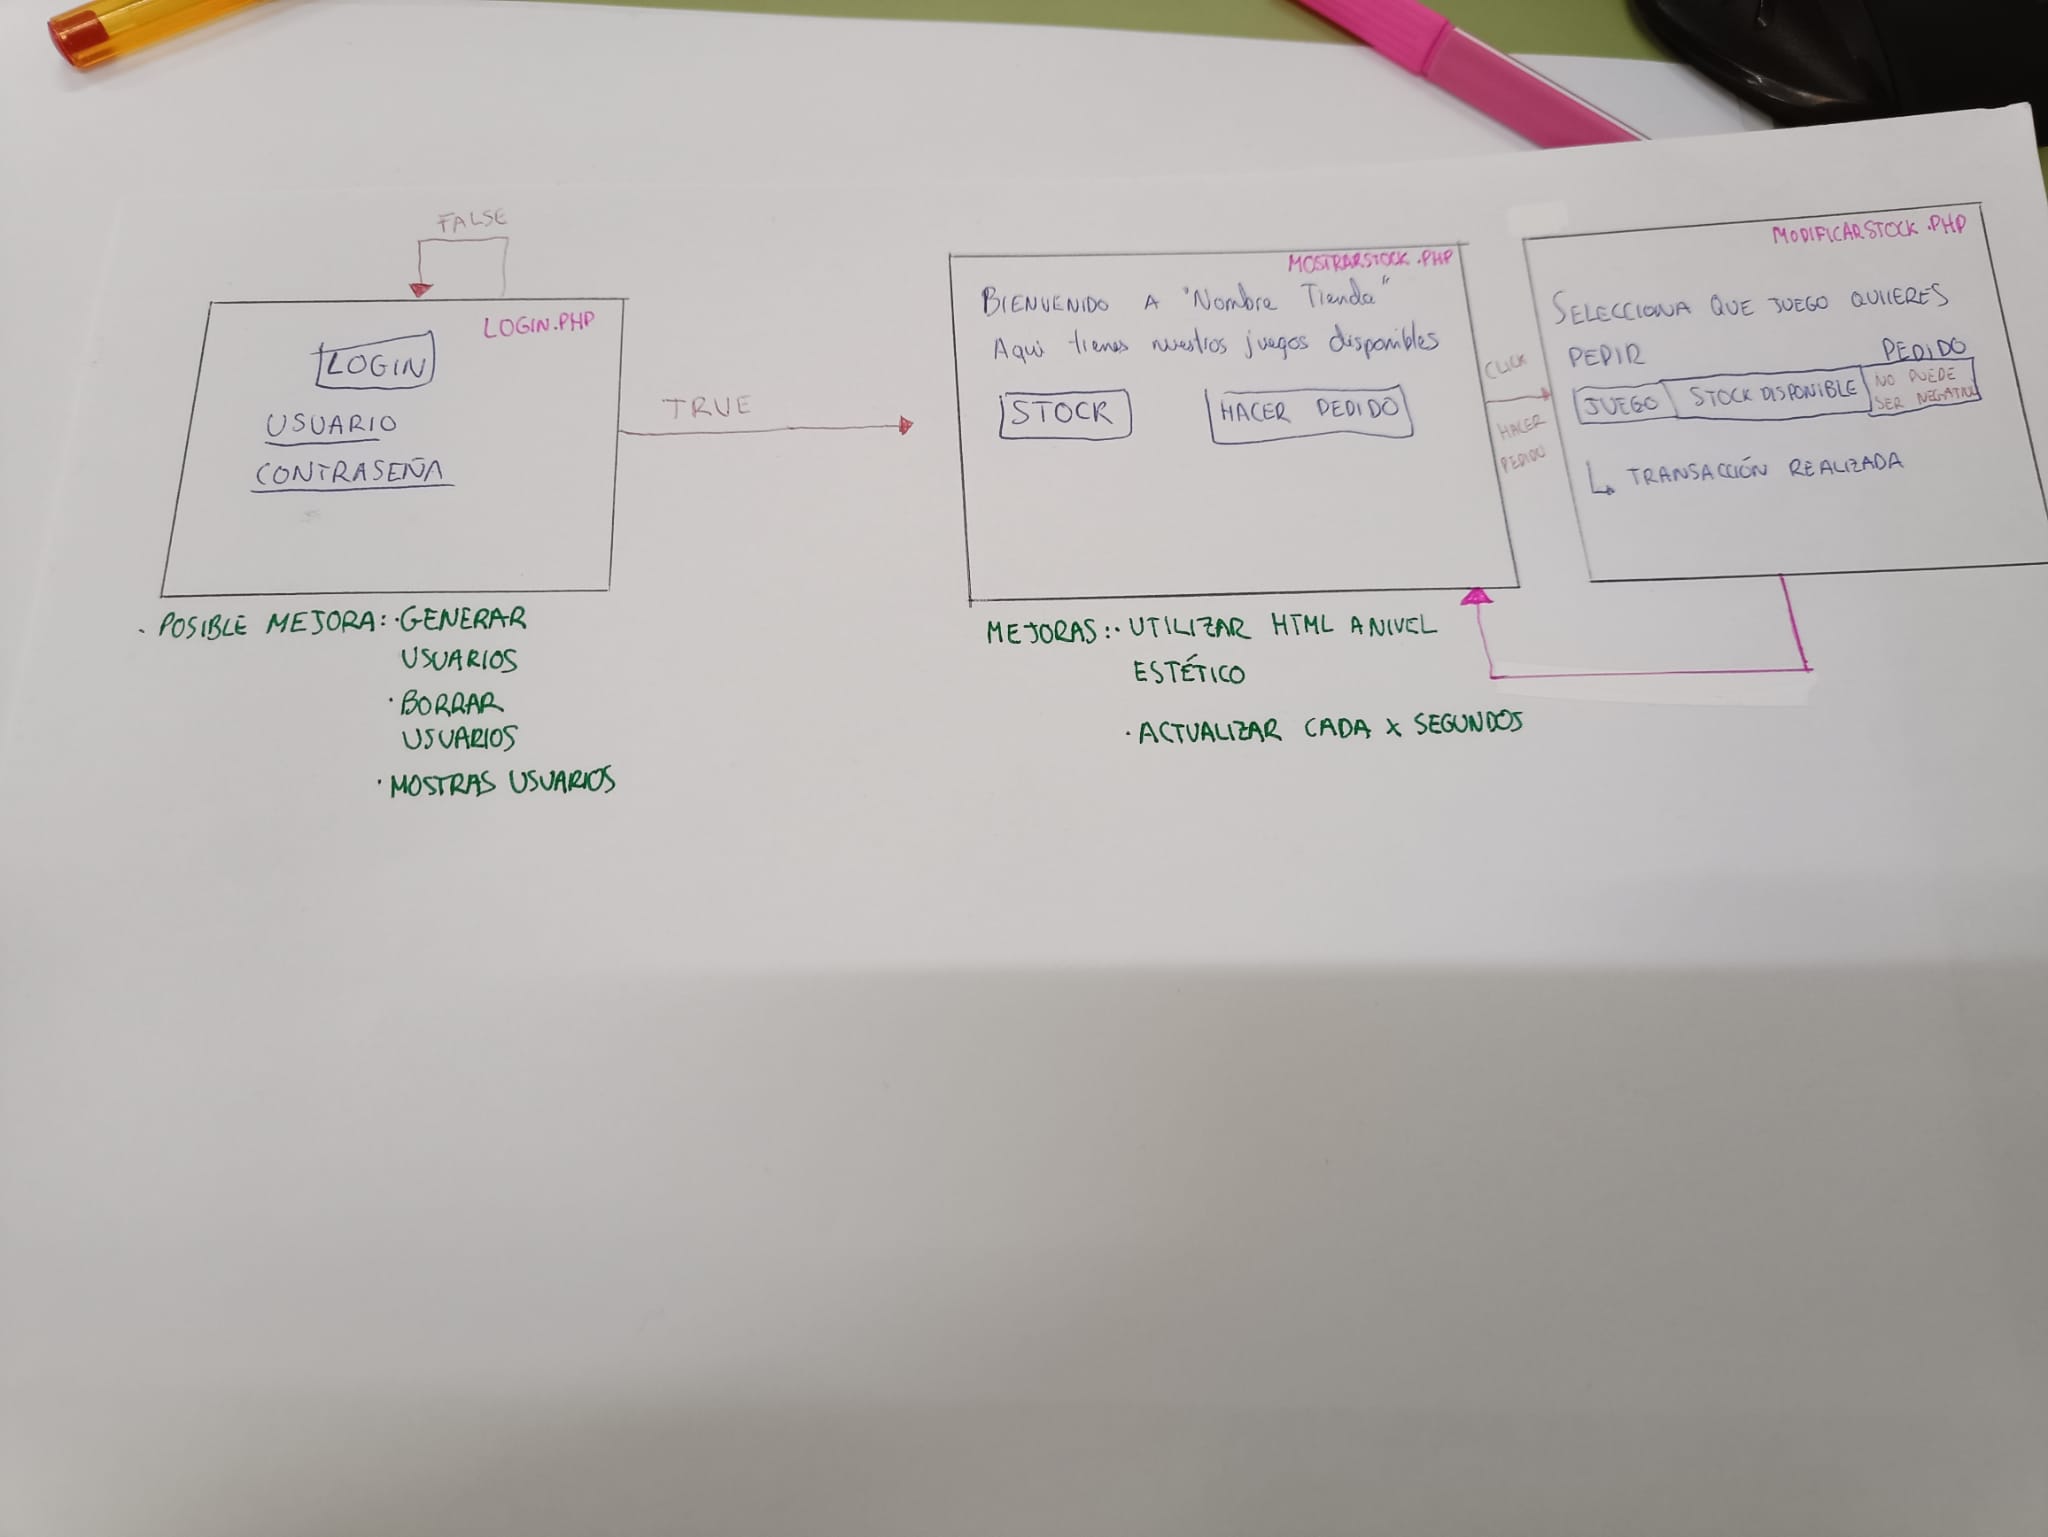 FALSE
LOGIN.PHP
LOGIN
USUARIO
CONTRASEÑA
TRUE
· POSIBLE MEJORA: · GENERAR
USUARIOS
· BORRAR
USUARIOS
· MOSTRAS USUARIOS
MOSTRARSTOCK.PHP
BIENVENIDO A "Nombre Tienda"
Aqui tienes nuestros juegos disponibles
STOCK
HACER PEDIDO
MEJORAS: · UTILIZAR HTML A NIVEL
ESTÉTICO
· ACTUALIZAR CADA X SEGUNDOS
CLICK
HACER
PEDIDO
MODIFICARSTOCK.PHP
SELECCIONA QUE JUEGO QUIIERES
PEDIR
PEDIDO
JUEGO
STOCK DISPONIBLE
NO PUEDE
SER NEGATIVO
TRANSACCIÓN REALIZADA